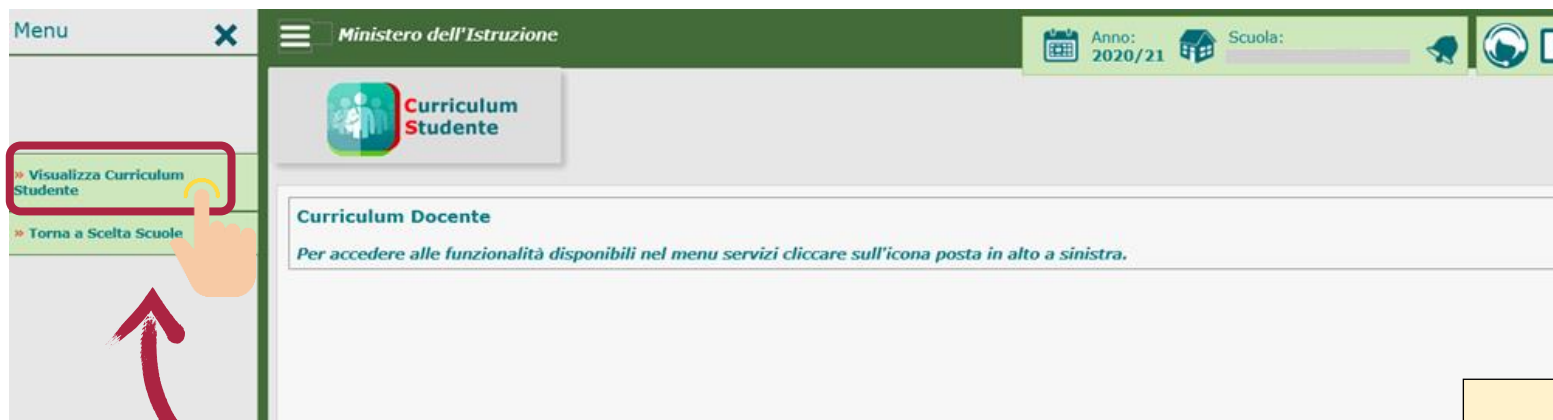 Menu
Ministero dell'Istruzione
Anno:
2020/21
Scuola:
Curriculum
Studente
» Visualizza Curriculum
Studente
» Torna a Scelta Scuole
Curriculum Docente
Per accedere alle funzionalità disponibili nel menu servizi cliccare sull'icona posta in alto a sinistra.